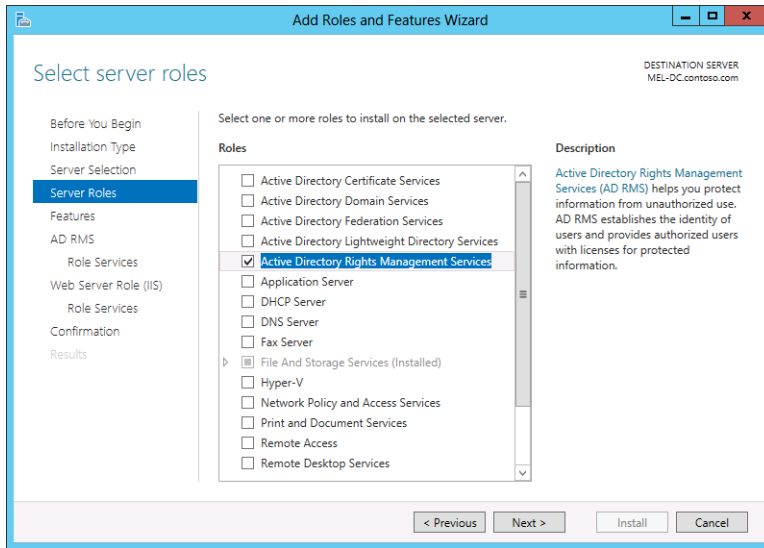 Add Roles and Features Wizard
Select server roles
DESTINATION SERVER
MEL-DC.contoso.com
Before You Begin
Installation Type
Server Selection
Server Roles
Features
AD RMS
Role Services
Web Server Role (IIS)
Role Services
Confirmation
Results
Select one or more roles to install on the selected server.
Roles
Active Directory Certificate Services
Active Directory Domain Services
Active Directory Federation Services
Active Directory Lightweight Directory Services
Active Directory Rights Management Services
Application Server
DHCP Server
DNS Server
Fax Server
File And Storage Services (Installed)
Hyper-V
Network Policy and Access Services
Print and Document Services
Remote Access
Remote Desktop Services
Description
Active Directory Rights Management
Services (AD RMS) helps you protect
information from unauthorized use.
AD RMS establishes the identity of
users and provides authorized users
with licenses for protected
information.
< Previous
Next >
Install
Cancel